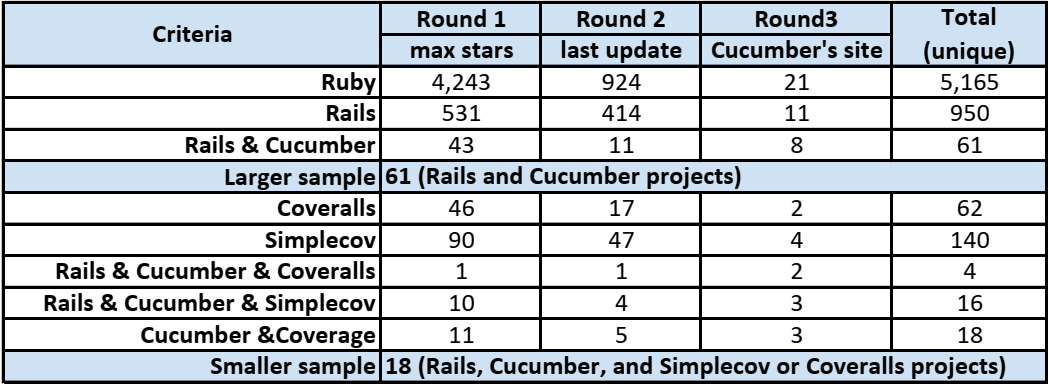 Criteria Round 1 Round 2 Round3 Total (unique)
max stars last update Cucumber's site
Ruby 4,243 924 21 5,165
Rails 531 414 11 950
Rails & Cucumber 43 11 8 61
Larger sample 61 (Rails and Cucumber projects)
Coveralls 46 17 2 62
Simplecov 90 47 4 140
Rails & Cucumber & Coveralls 1 1 2 4
Rails & Cucumber & Simplecov 10 4 3 16
Cucumber &Coverage 11 5 3 18
Smaller sample 18 (Rails, Cucumber, and Simplecov or Coveralls projects)